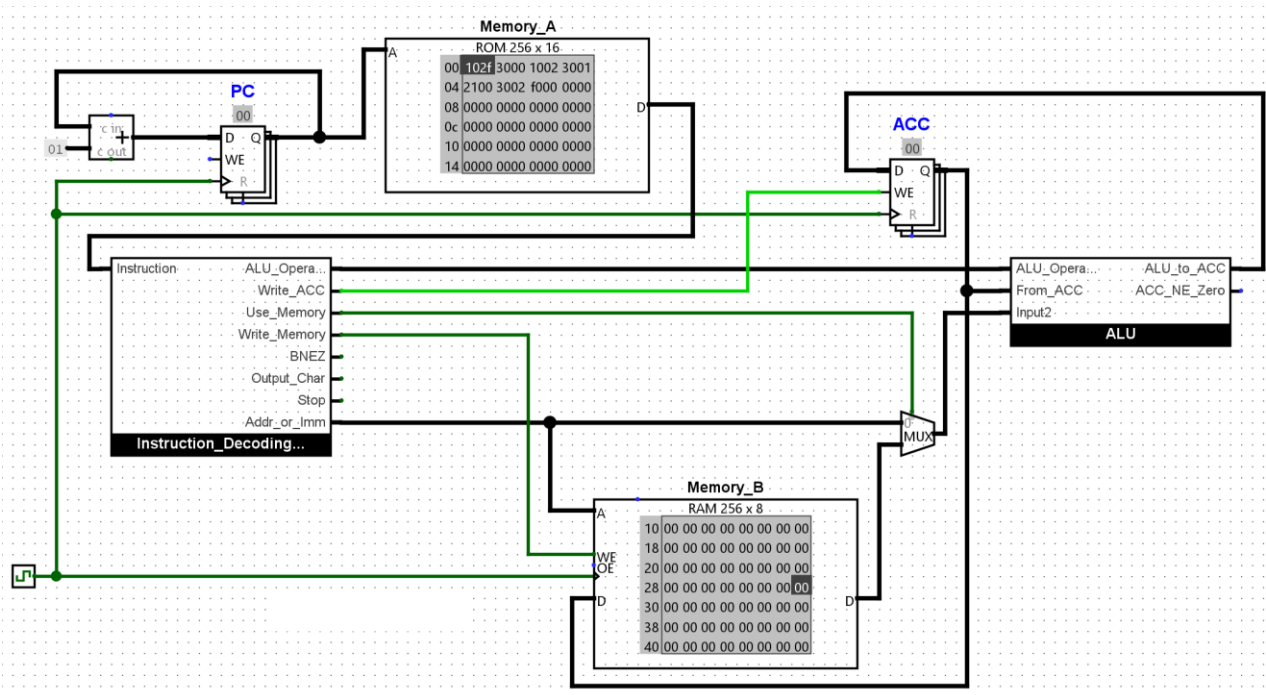 Memory_A
ROM 256 x 16
A
00 102f 3000 1002 3001
04 2100 3002 f000 0000
08 0000 0000 0000 0000
0c 0000 0000 0000 0000
10 0000 0000 0000 0000
14 0000 0000 0000 0000
D
PC
00
D Q
WE
R
c in
+
c out
01
ACC
00
D Q
WE
R
Instruction
ALU_Opera...
Write_ACC
Use_Memory
Write_Memory
BNEZ
Output_Char
Stop
Addr_or_Imm
Instruction_Decoding...
ALU_Opera...
ALU_to_ACC
From_ACC
ACC_NE_Zero
Input2
ALU
0
MUX
Memory_B
RAM 256 x 8
A
WE
OE
D
10 00 00 00 00 00 00 00 00
18 00 00 00 00 00 00 00 00
20 00 00 00 00 00 00 00 00
28 00 00 00 00 00 00 00 00
30 00 00 00 00 00 00 00 00
38 00 00 00 00 00 00 00 00
40 00 00 00 00 00 00 00 00
D